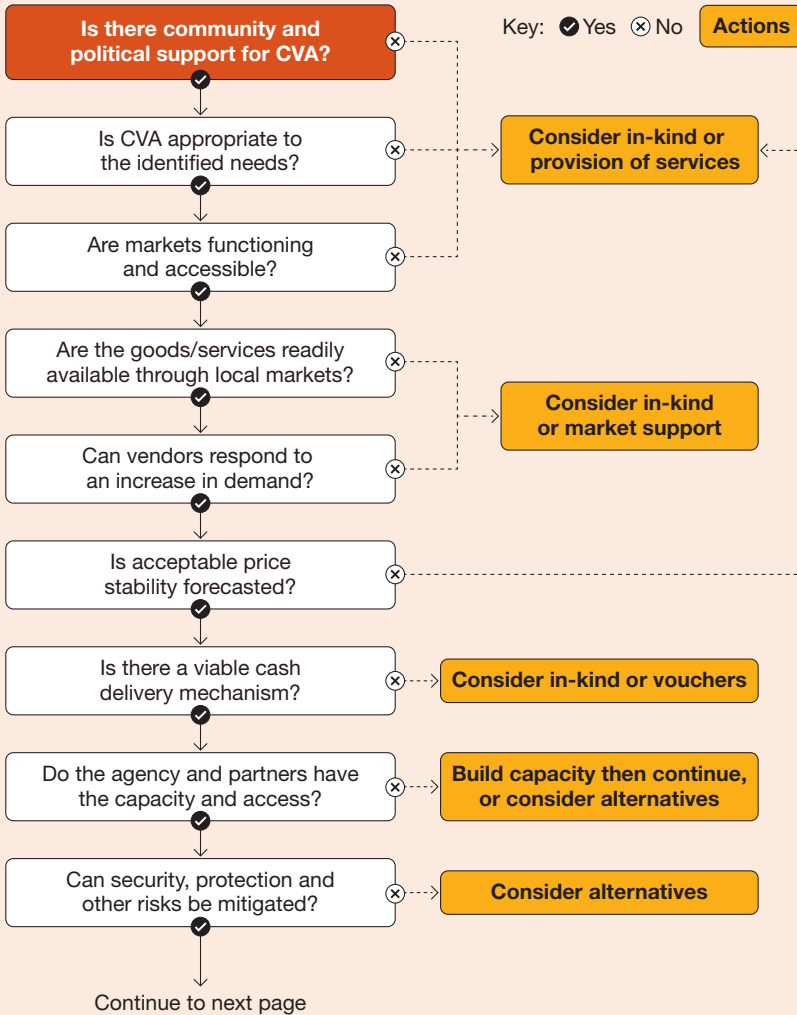 Is there community and
political support for CVA?
Key: Yes No Actions
Is CVA appropriate to
the identified needs?
Consider in-kind or
provision of services
Are markets functioning
and accessible?
Are the goods/services readily
available through local markets?
Consider in-kind
or market support
Can vendors respond to
an increase in demand?
Is acceptable price
stability forecasted?
Is there a viable cash
delivery mechanism?
Consider in-kind or vouchers
Do the agency and partners have
the capacity and access?
Build capacity then continue,
or consider alternatives
Can security, protection and
other risks be mitigated?
Consider alternatives
Continue to next page